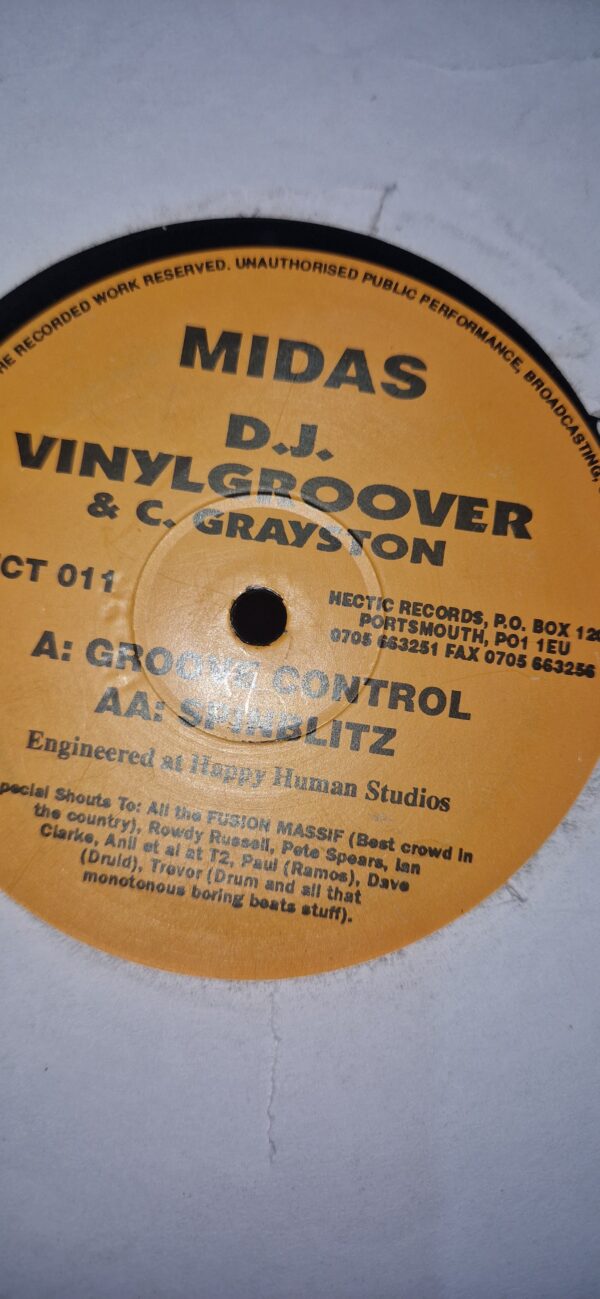 RE RECORDED WORK RESERVED. UNAUTHORISED PUBLIC PERFORMANCE, BROADCASTING,
MIDAS
D.J.
VINYLGROOVER
& C. GRAYSTON
CT 011
HECTIC RECORDS, P.O. BOX 120
PORTSMOUTH, PO1 1EU
0705 663251 FAX 0705 663256
A: GROOVE CONTROL
AA: SPINBLITZ
Engineered at Happy Human Studios
pecial Shouts To: All the FUSION MASSIF (Best crowd in
the country), Rowdy Russell, Pete Spears, Ian
Clarke, Anil et al at T2, Paul (Ramos), Dave
(Druid), Trevor (Drum and all that
monotonous boring beats stuff).